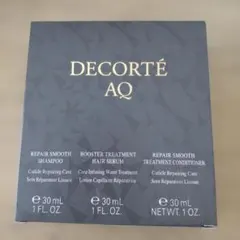 DECORTÉ
AQ
REPAIR SMOOTH
SHAMPOO
Cuticle Repairing Care
Soin Réparateur Lissant
℮ 30 mL
1 FL. OZ.
BOOSTER TREATMENT
HAIR SERUM
Core Infusing Water Treatment
Lotion Capillaire Réparatrice
℮ 30 mL
1 FL. OZ.
REPAIR SMOOTH
TREATMENT CONDITIONER
Cuticle Repairing Care
Soin Réparateur Lissant
℮ 30 mL
NET WT. 1 OZ.